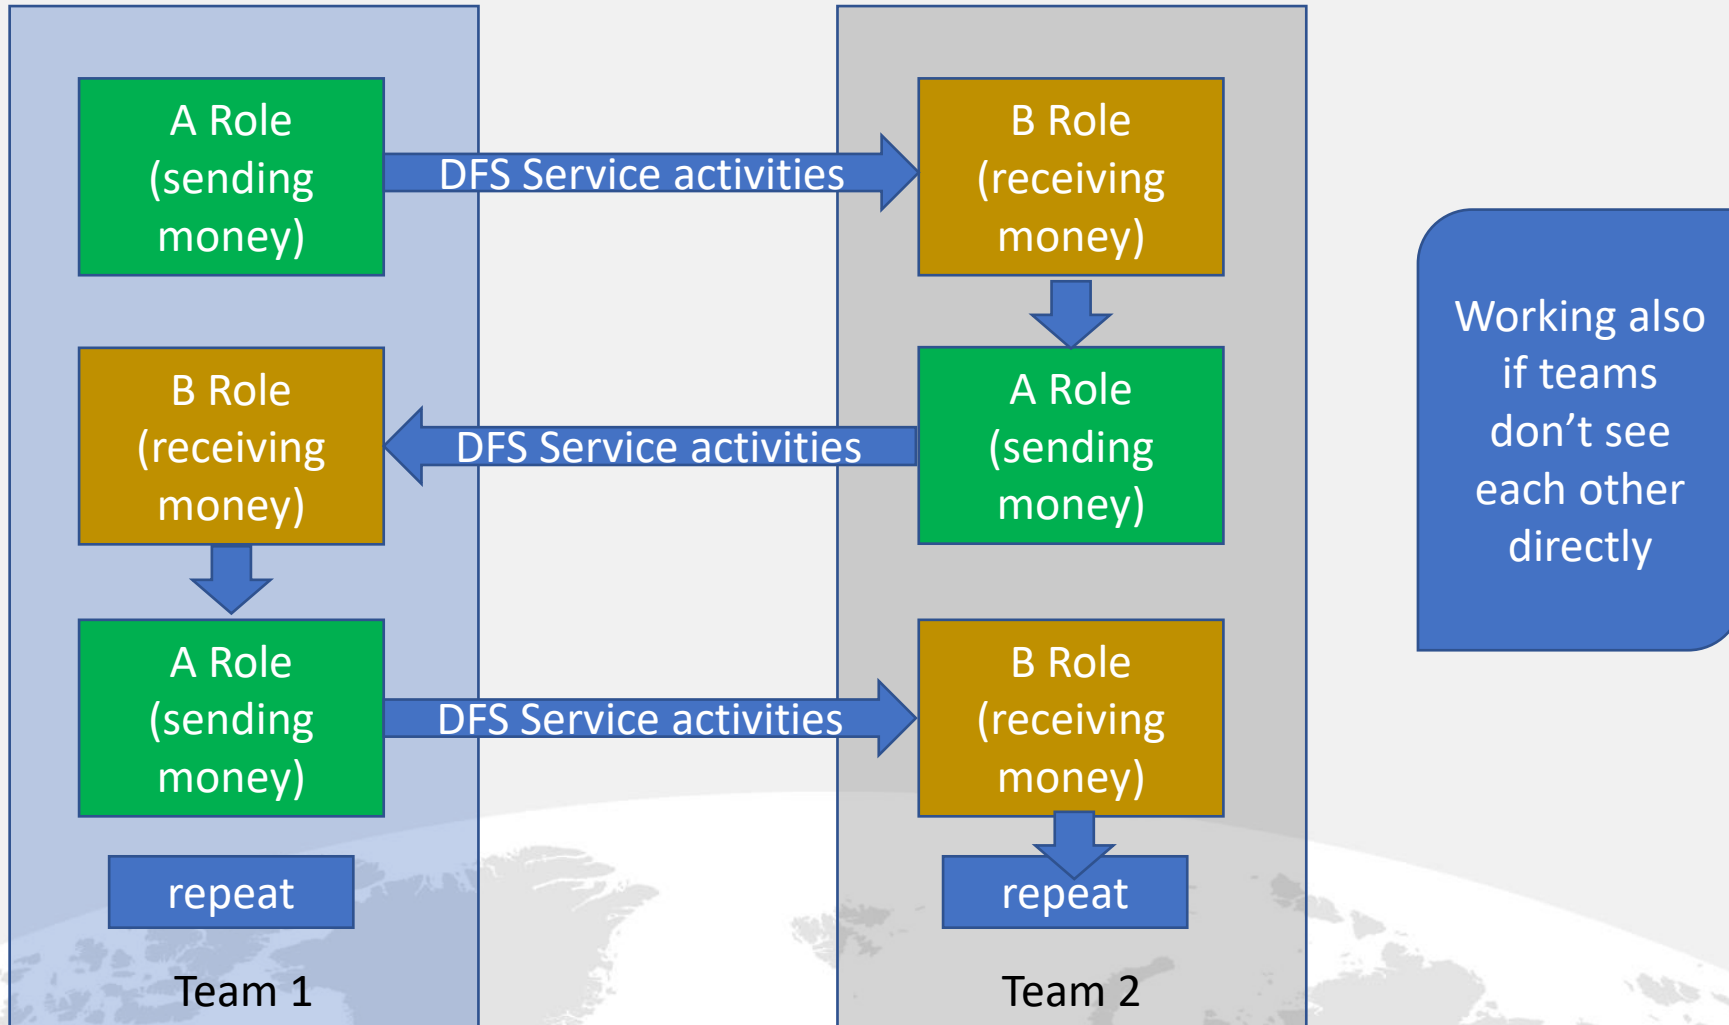 A Role
(sending
money)
DFS Service activities
B Role
(receiving
money)
B Role
(receiving
money)
DFS Service activities
A Role
(sending
money)
A Role
(sending
money)
DFS Service activities
B Role
(receiving
money)
repeat
repeat
Team 1
Team 2
Working also
if teams
don’t see
each other
directly